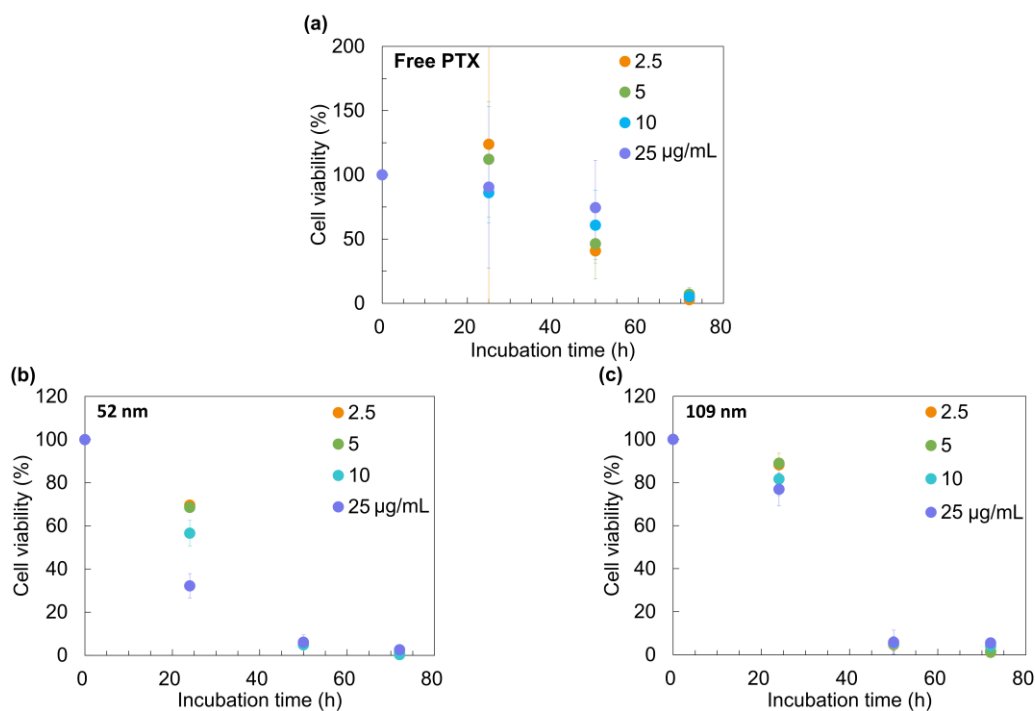 (a)
Free PTX
2.5
5
10
25 µg/mL
200
150
100
50
0
Cell viability (%)
0 20 40 60 80
Incubation time (h)
(b)
52 nm
2.5
5
10
25 µg/mL
120
100
80
60
40
20
0
Cell viability (%)
0 20 40 60 80
Incubation time (h)
(c)
109 nm
2.5
5
10
25 µg/mL
120
100
80
60
40
20
0
Cell viability (%)
0 20 40 60 80
Incubation time (h)